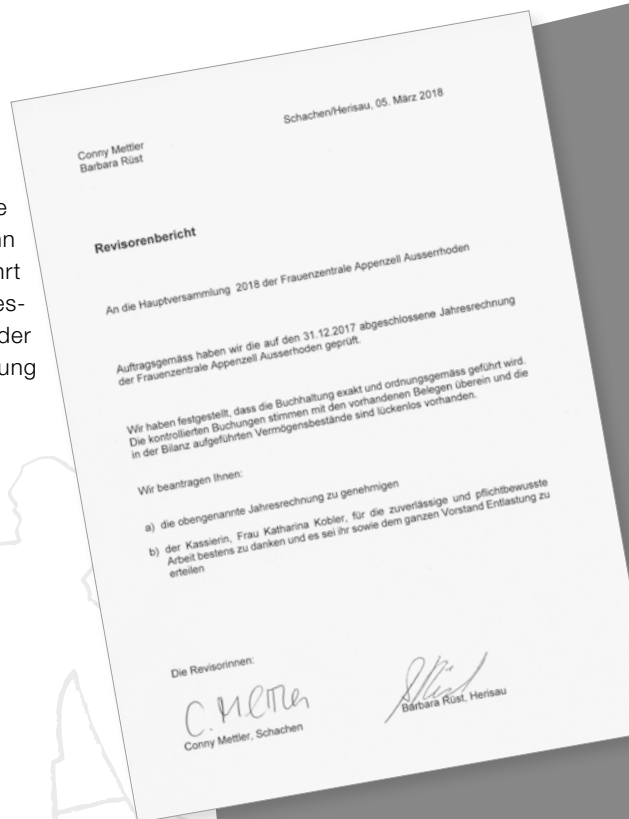 e
n
hrt
es-
der
ung
Schachen/Herisau, 05. März 2018
Conny Mettler
Barbara Rüst
Revisorenbericht
An die Hauptversammlung 2018 der Frauenzentrale Appenzell Ausserrhoden
Auftragsgemäss haben wir die auf den 31.12.2017 abgeschlossene Jahresrechnung
der Frauenzentrale Appenzell Ausserrhoden geprüft.
Wir haben festgestellt, dass die Buchhaltung exakt und ordnungsgemäss geführt wird.
Die kontrollierten Buchungen stimmen mit den vorhandenen Belegen überein und die
in der Bilanz aufgeführten Vermögensbestände sind lückenlos vorhanden.
Wir beantragen Ihnen:
a) die obengenannte Jahresrechnung zu genehmigen
b) der Kassierin, Frau Katharina Kobler, für die zuverlässige und pflichtbewusste
Arbeit bestens zu danken und es sei ihr sowie dem ganzen Vorstand Entlastung zu
erteilen
Die Revisorinnen:
C. Mettler
Conny Mettler, Schachen
Barbara Rüst, Herisau